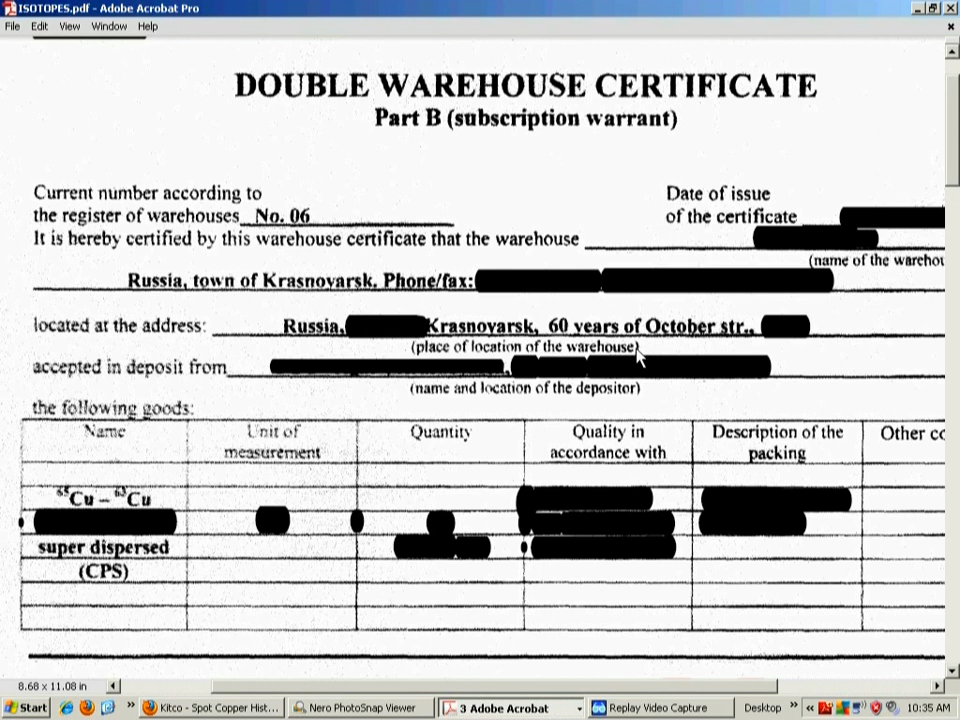 ISOTOPES.pdf - Adobe Acrobat Pro
File Edit View Window Help
DOUBLE WAREHOUSE CERTIFICATE
Part B (subscription warrant)
Current number according to
the register of warehouses No. 06
Date of issue
of the certificate
It is hereby certified by this warehouse certificate that the warehouse
(name of the warehou
Russia, town of Krasnoyarsk. Phone/fax:
located at the address: Russia, Krasnoyarsk, 60 years of October str.,
(place of location of the warehouse)
accepted in deposit from
(name and location of the depositor)
the following goods:
Name Unit of measurement Quantity Quality in accordance with Description of the packing Other co
⁶⁵Cu – ⁶³Cu
super dispersed
(CPS)
8.68 x 11.08 in
Start Kitco - Spot Copper Hist... Nero PhotoSnap Viewer 3 Adobe Acrobat Replay Video Capture Desktop 10:35 AM